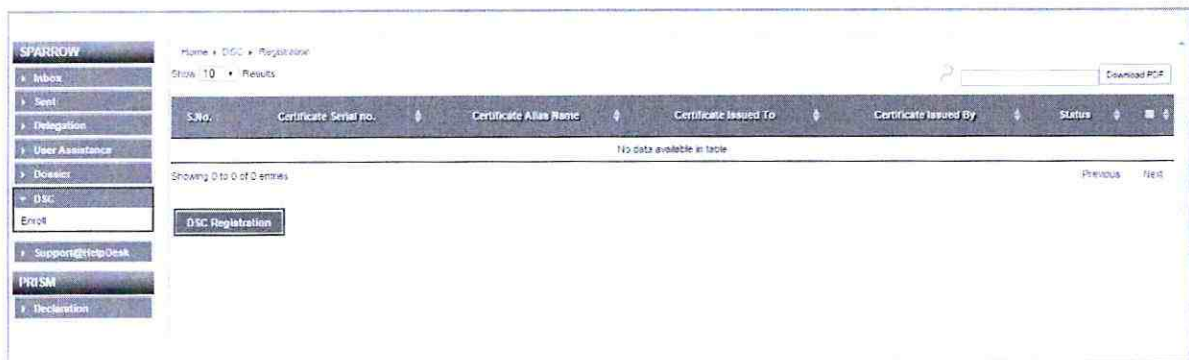 SPARROW
Inbox
Sent
Delegation
User Assistance
Dossier
DSC
Enroll
Support@HelpDesk
PRISM
Declaration
Home DSC Registration
Show 10 Results
Download PDF
S.No. Certificate Serial no. Certificate Alias Name Certificate Issued To Certificate Issued By Status
No data available in table
Showing 0 to 0 of 0 entries
Previous Next
DSC Registration